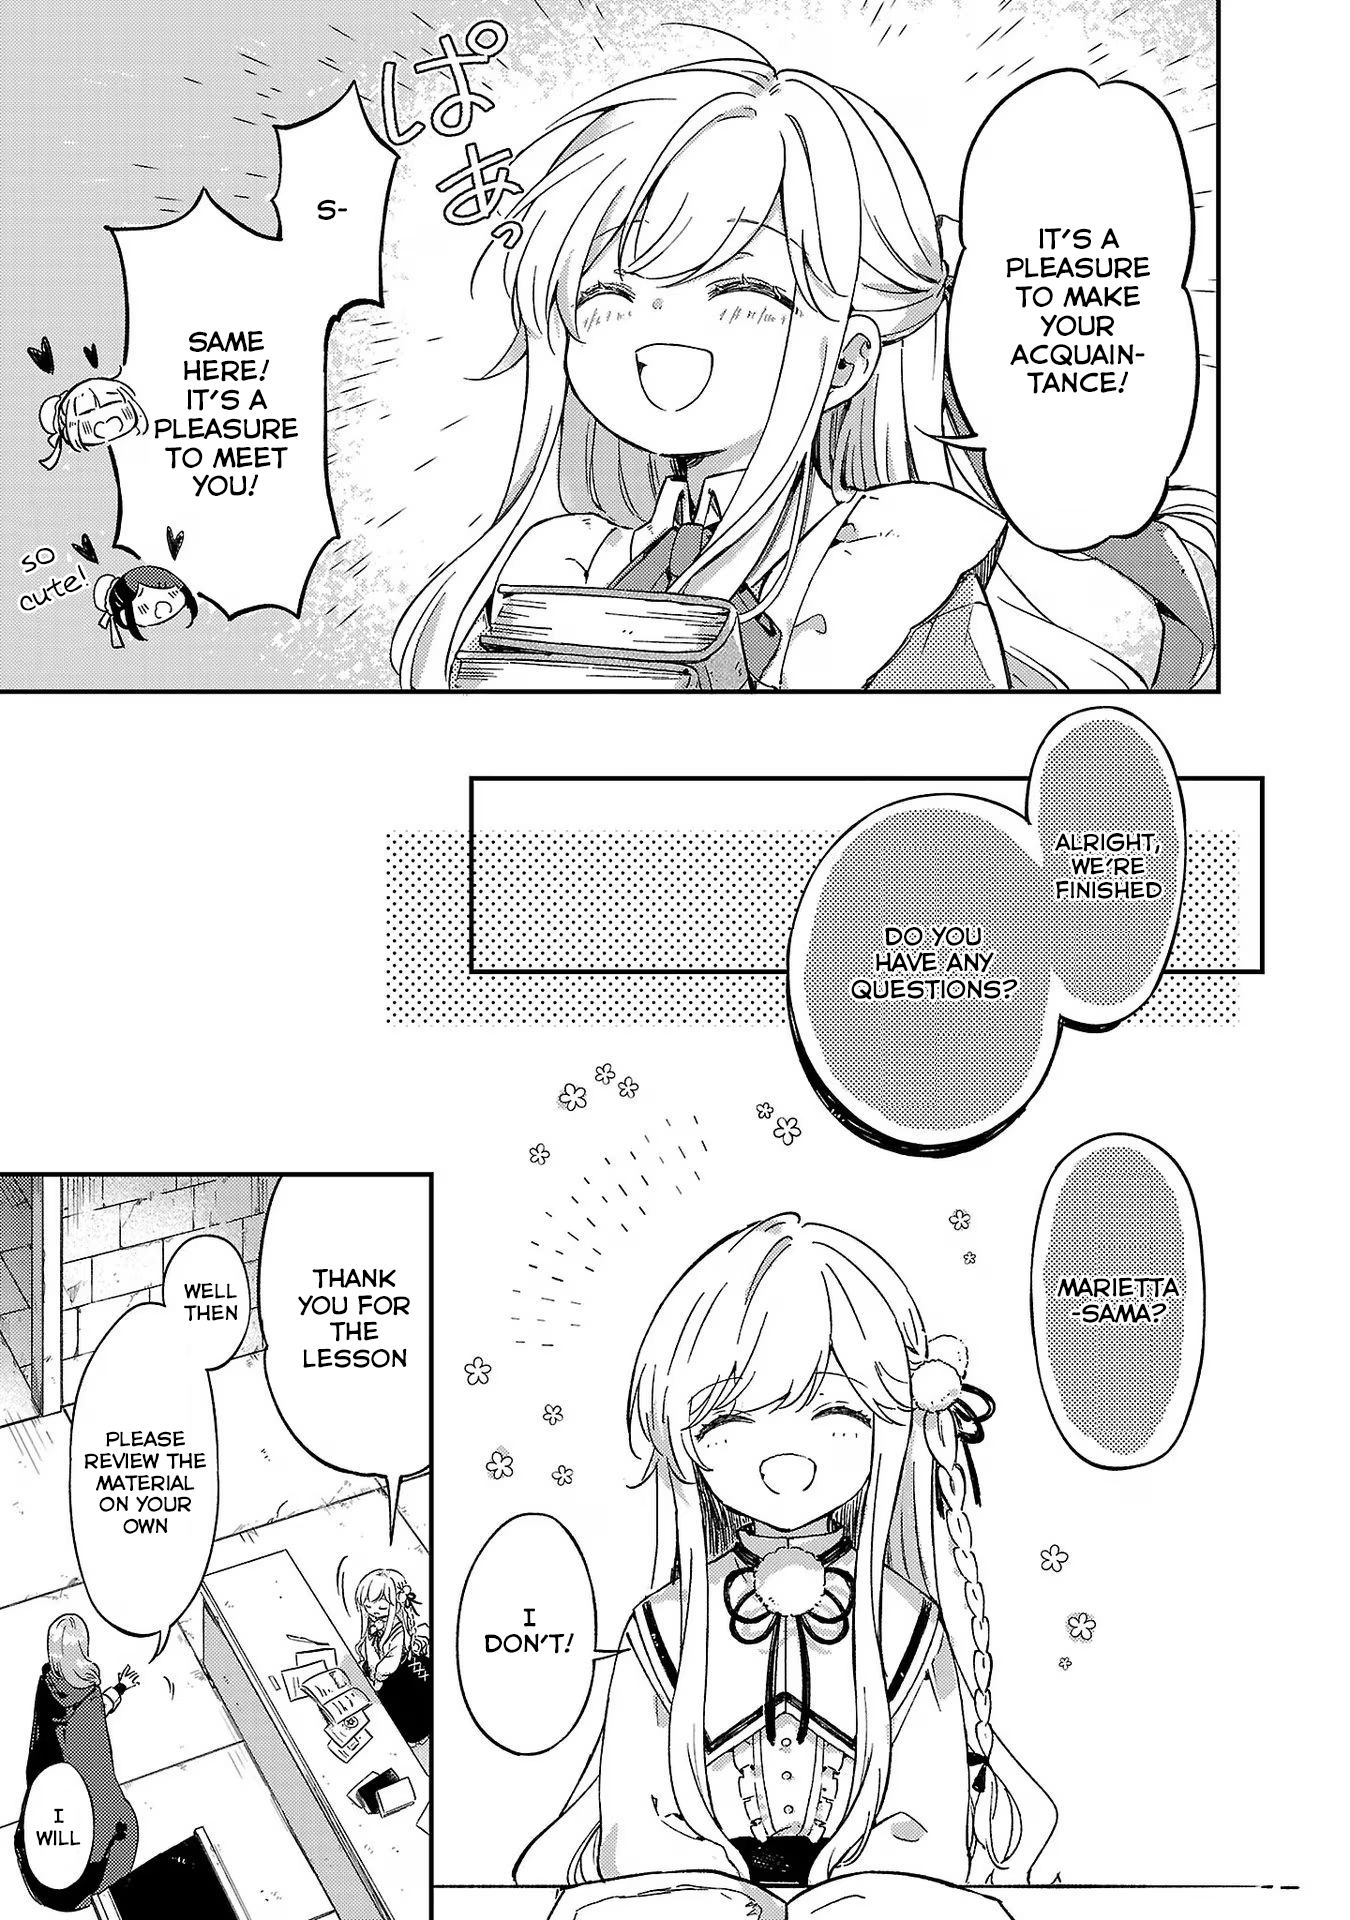 IT'S A
PLEASURE
TO MAKE
YOUR
ACQUAIN-
TANCE!
ぱあっ
S-
SAME
HERE!
IT'S A
PLEASURE
TO MEET
YOU!
SO
CUTE!
ALRIGHT,
WE'RE
FINISHED
DO YOU
HAVE ANY
QUESTIONS?
MARIETTA
-SAMA?
I
DON'T!
THANK
YOU FOR
THE
LESSON
WELL
THEN
PLEASE
REVIEW THE
MATERIAL
ON YOUR
OWN
I
WILL